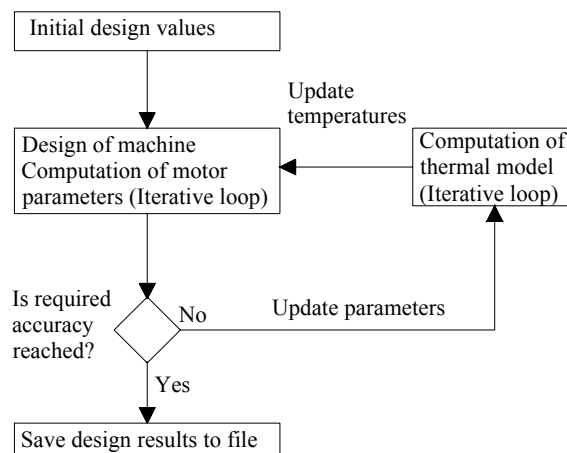 Initial design values
Update
temperatures
Design of machine
Computation of motor
parameters (Iterative loop)
Computation of
thermal model
(Iterative loop)
Is required
accuracy
reached?
No
Update parameters
Yes
Save design results to file